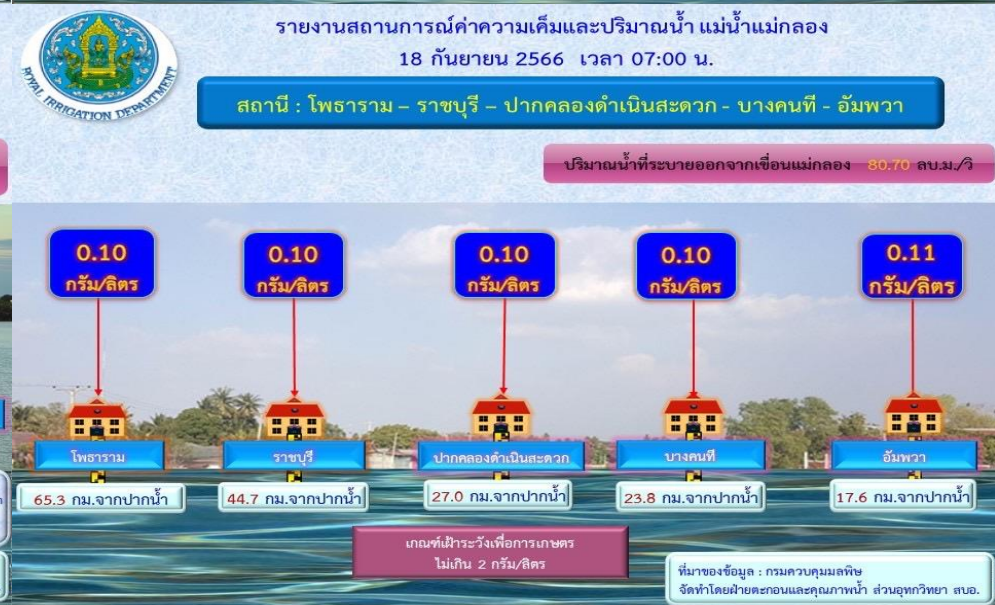 รายงานสถานการณ์ค่าความเค็มและปริมาณน้ำ แม่น้ำแม่กลอง
18 กันยายน 2566 เวลา 07:00 น.
ROYAL IRRIGATION DEPARTMENT
สถานี : โพธาราม – ราชบุรี – ปากคลองดำเนินสะดวก - บางคนที - อัมพวา
ปริมาณน้ำที่ระบายออกจากเขื่อนแม่กลอง 80.70 ลบ.ม./วิ
0.10 0.10 0.10 0.10 0.11
กรัม/ลิตร กรัม/ลิตร กรัม/ลิตร กรัม/ลิตร กรัม/ลิตร
โพธาราม ราชบุรี ปากคลองดำเนินสะดวก บางคนที อัมพวา
65.3 กม.จากปากน้ำ 44.7 กม.จากปากน้ำ 27.0 กม.จากปากน้ำ 23.8 กม.จากปากน้ำ 17.6 กม.จากปากน้ำ
เกณฑ์เฝ้าระวังเพื่อการเกษตร
ไม่เกิน 2 กรัม/ลิตร
ที่มาของข้อมูล : กรมควบคุมมลพิษ
จัดทำโดยฝ่ายตะกอนและคุณภาพน้ำ ส่วนอุทกวิทยา สบอ.